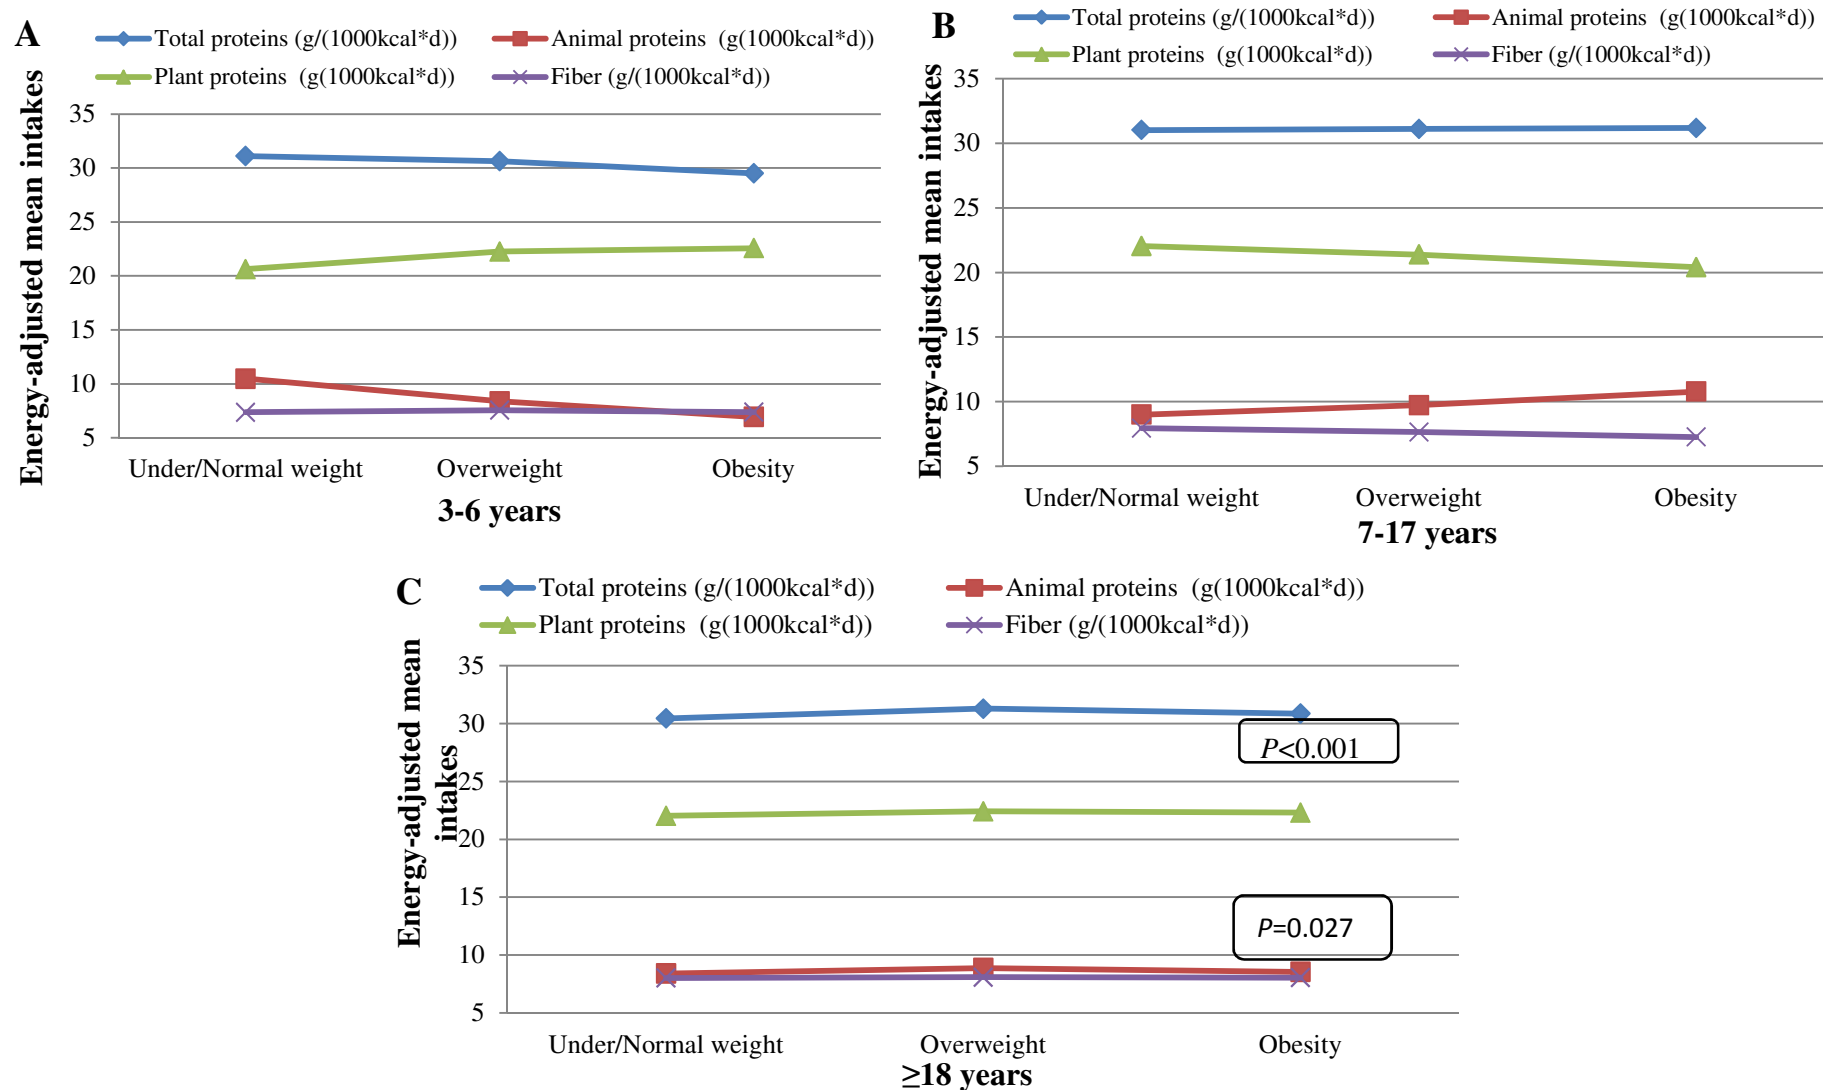 A
Total proteins (g/(1000kcal*d)) Animal proteins (g(1000kcal*d))
Plant proteins (g(1000kcal*d)) Fiber (g/(1000kcal*d))
Energy-adjusted mean intakes
35
30
25
20
15
10
5
Under/Normal weight Overweight Obesity
3-6 years
B
Total proteins (g/(1000kcal*d)) Animal proteins (g(1000kcal*d))
Plant proteins (g(1000kcal*d)) Fiber (g/(1000kcal*d))
Energy-adjusted mean intakes
35
30
25
20
15
10
5
Under/Normal weight Overweight Obesity
7-17 years
C
Total proteins (g/(1000kcal*d)) Animal proteins (g(1000kcal*d))
Plant proteins (g(1000kcal*d)) Fiber (g/(1000kcal*d))
Energy-adjusted mean
intakes
35
30
25
20
15
10
5
P<0.001
P=0.027
Under/Normal weight Overweight Obesity
≥18 years